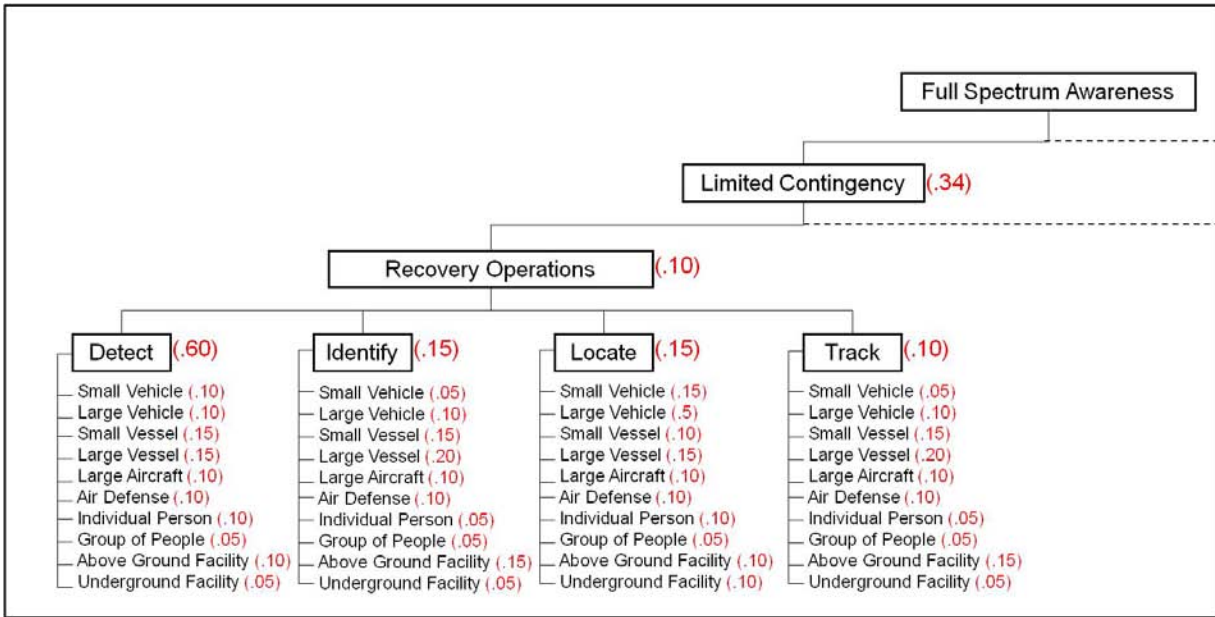 Full Spectrum Awareness
Limited Contingency (.34)
Recovery Operations (.10)
Detect (.60)
Small Vehicle (.10)
Large Vehicle (.10)
Small Vessel (.15)
Large Vessel (.15)
Large Aircraft (.10)
Air Defense (.10)
Individual Person (.10)
Group of People (.05)
Above Ground Facility (.10)
Underground Facility (.05)
Identify (.15)
Small Vehicle (.05)
Large Vehicle (.10)
Small Vessel (.15)
Large Vessel (.20)
Large Aircraft (.10)
Air Defense (.10)
Individual Person (.05)
Group of People (.05)
Above Ground Facility (.15)
Underground Facility (.05)
Locate (.15)
Small Vehicle (.15)
Large Vehicle (.5)
Small Vessel (.10)
Large Vessel (.15)
Large Aircraft (.10)
Air Defense (.10)
Individual Person (.10)
Group of People (.05)
Above Ground Facility (.10)
Underground Facility (.10)
Track (.10)
Small Vehicle (.05)
Large Vehicle (.10)
Small Vessel (.15)
Large Vessel (.20)
Large Aircraft (.10)
Air Defense (.10)
Individual Person (.05)
Group of People (.05)
Above Ground Facility (.15)
Underground Facility (.05)